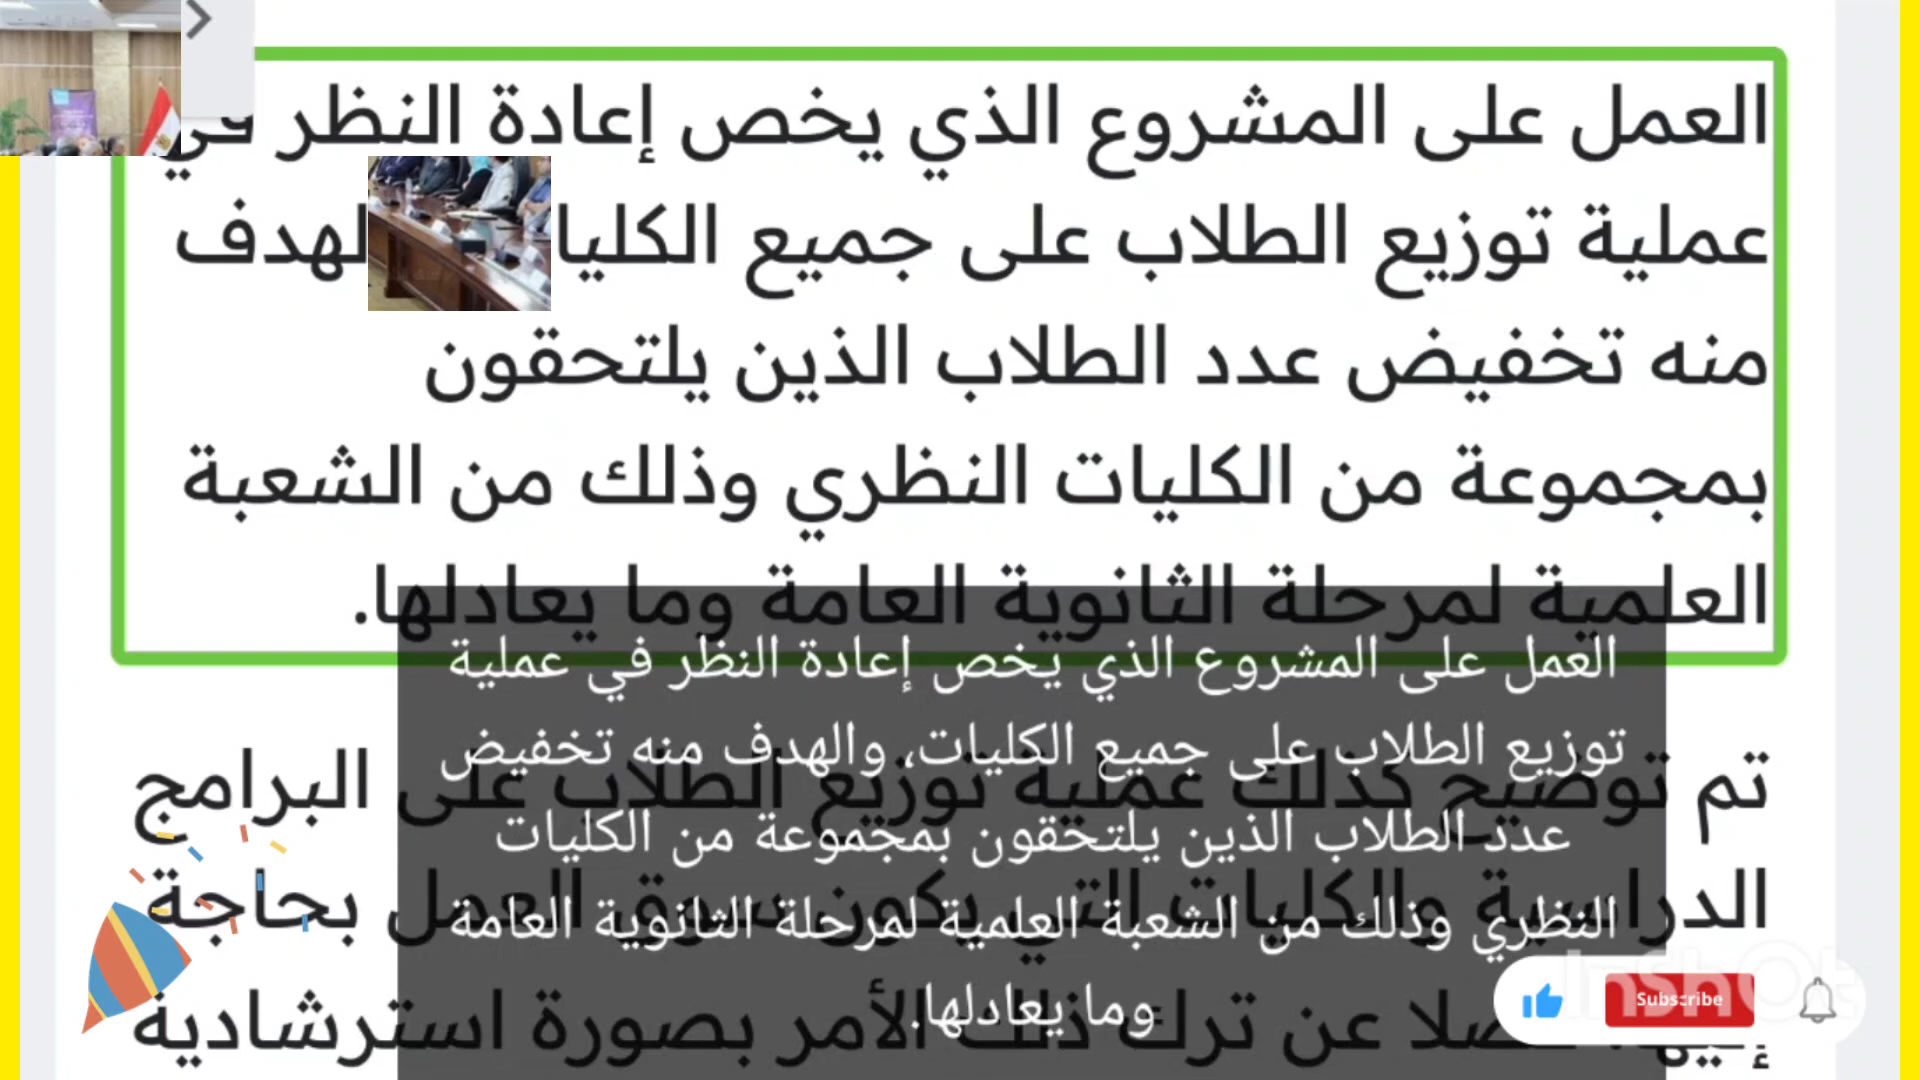 العمل على المشروع الذي يخص إعادة النظر في
عملية توزيع الطلاب على جميع الكليا لهدف
منه تخفيض عدد الطلاب الذين يلتحقون
بمجموعة من الكليات النظري وذلك من الشعبة
العلمية لمرحلة الثانوية العامة وما يعادلها.
العمل على المشروع الذي يخص إعادة النظر في عملية
توزيع الطلاب على جميع الكليات، والهدف منه تخفيض
عدد الطلاب الذين يلتحقون بمجموعة من الكليات
النظري وذلك من الشعبة العلمية لمرحلة الثانوية العامة
وما يعادلها.
تم توضيح كذلك عملية توزيع الطلاب على البرامج
الدراسية والكليات التي يكون سوق العمل بحاجة
عن ترك ذلك الأمر بصورة استرشادية
Subscribe
InShOt